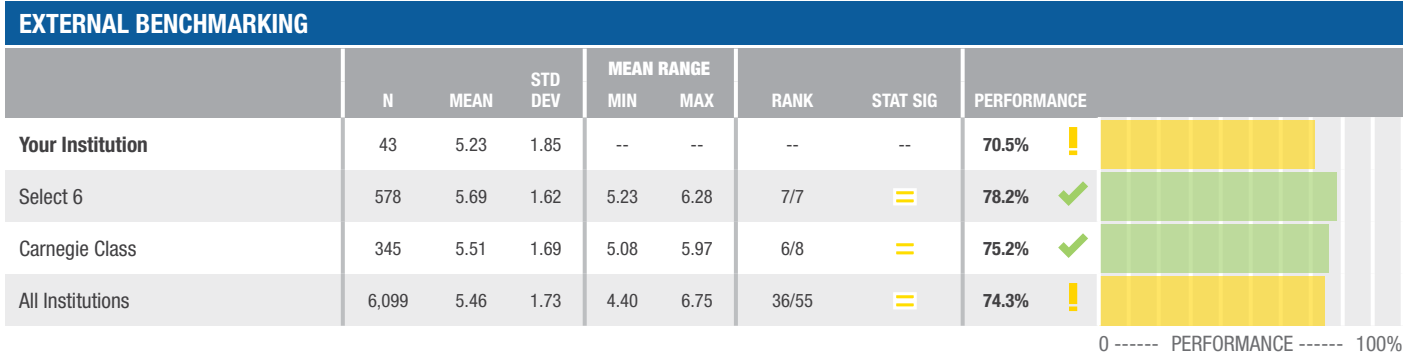 EXTERNAL BENCHMARKING
N MEAN STD DEV MEAN RANGE MIN MAX RANK STAT SIG PERFORMANCE
Your Institution 43 5.23 1.85 -- -- -- -- 70.5% !
Select 6 578 5.69 1.62 5.23 6.28 7/7 = 78.2% ✔
Carnegie Class 345 5.51 1.69 5.08 5.97 6/8 = 75.2% ✔
All Institutions 6,099 5.46 1.73 4.40 6.75 36/55 = 74.3% !
0 ------ PERFORMANCE ------ 100%